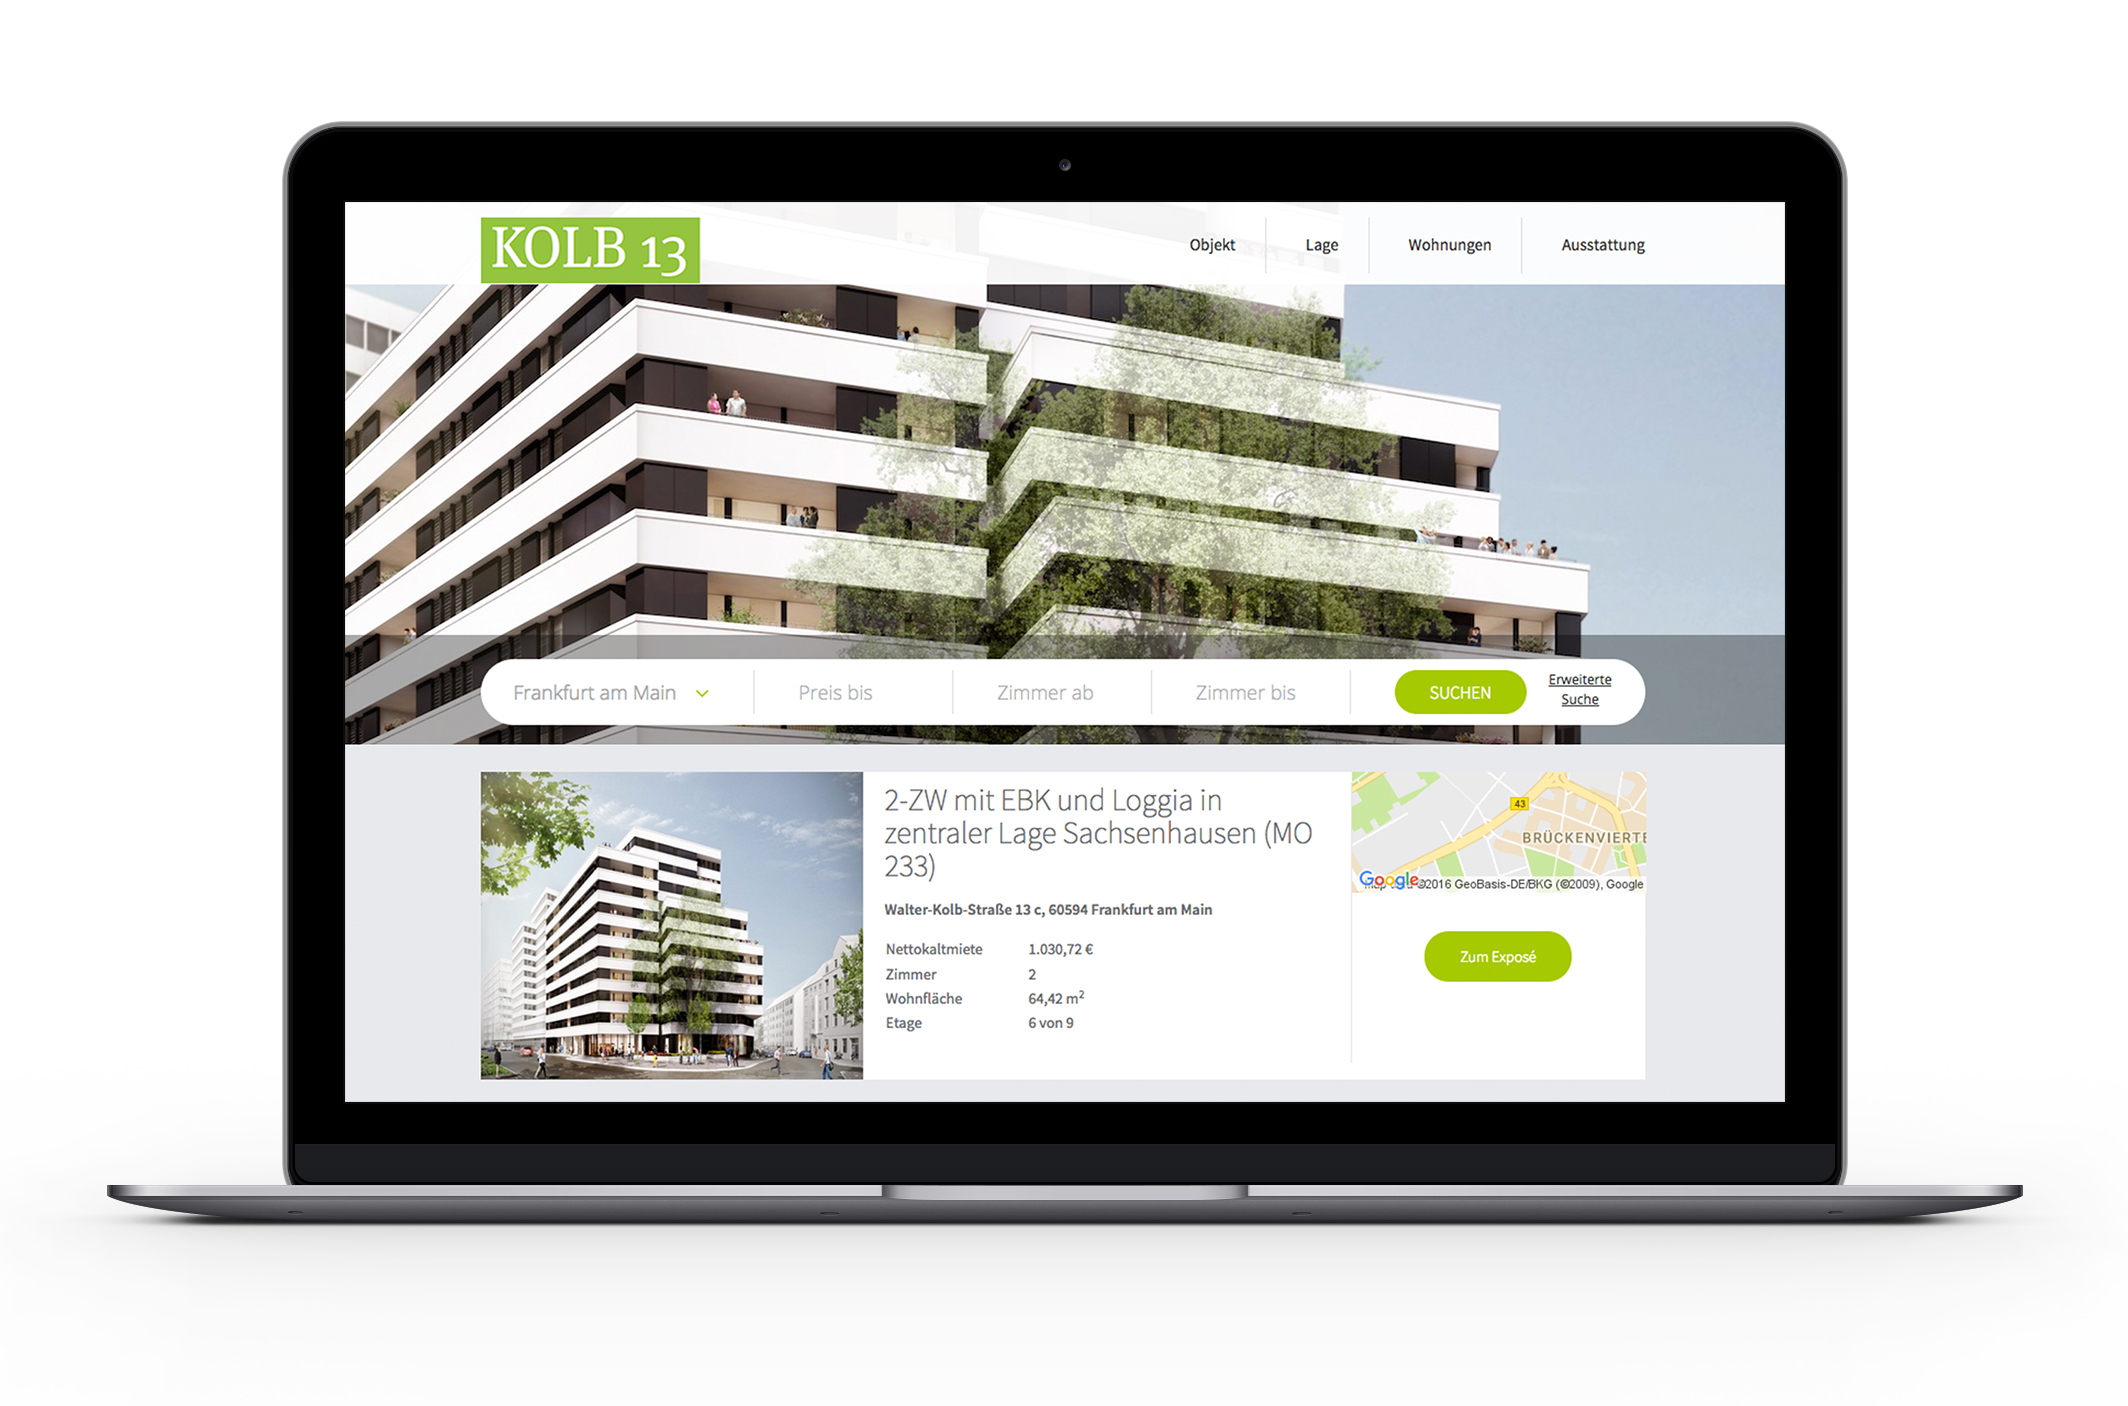 KOLB 13
Objekt
Lage
Wohnungen
Ausstattung
Frankfurt am Main
Preis bis
Zimmer ab
Zimmer bis
SUCHEN
Erweiterte
Suche
2-ZW mit EBK und Loggia in
zentraler Lage Sachsenhausen (MO
233)
Walter-Kolb-Straße 13 c, 60594 Frankfurt am Main
Nettokaltmiete 1.030,72 €
Zimmer 2
Wohnfläche 64,42 m²
Etage 6 von 9
43
BRÜCKENVIERTE
Google
©2016 GeoBasis-DE/BKG (©2009), Google
Zum Exposé